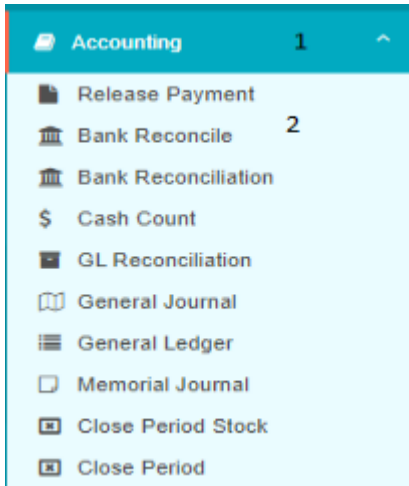 Accounting 1
Release Payment
Bank Reconcile 2
Bank Reconciliation
$ Cash Count
GL Reconciliation
General Journal
General Ledger
Memorial Journal
Close Period Stock
Close Period